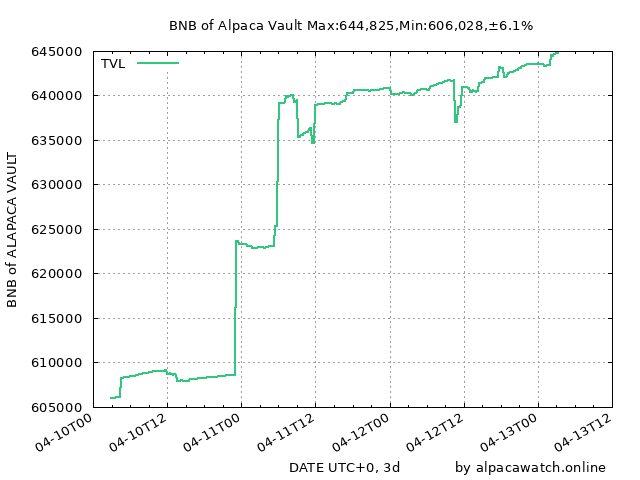 BNB of Alpaca Vault Max:644,825,Min:606,028,±6.1%
TVL
645000
640000
635000
630000
625000
620000
615000
610000
605000
BNB of ALAPACA VAULT
04-10T00
04-10T12
04-11T00
04-11T12
04-12T00
04-12T12
04-13T00
04-13T12
DATE UTC+0, 3d
by alpacawatch.online